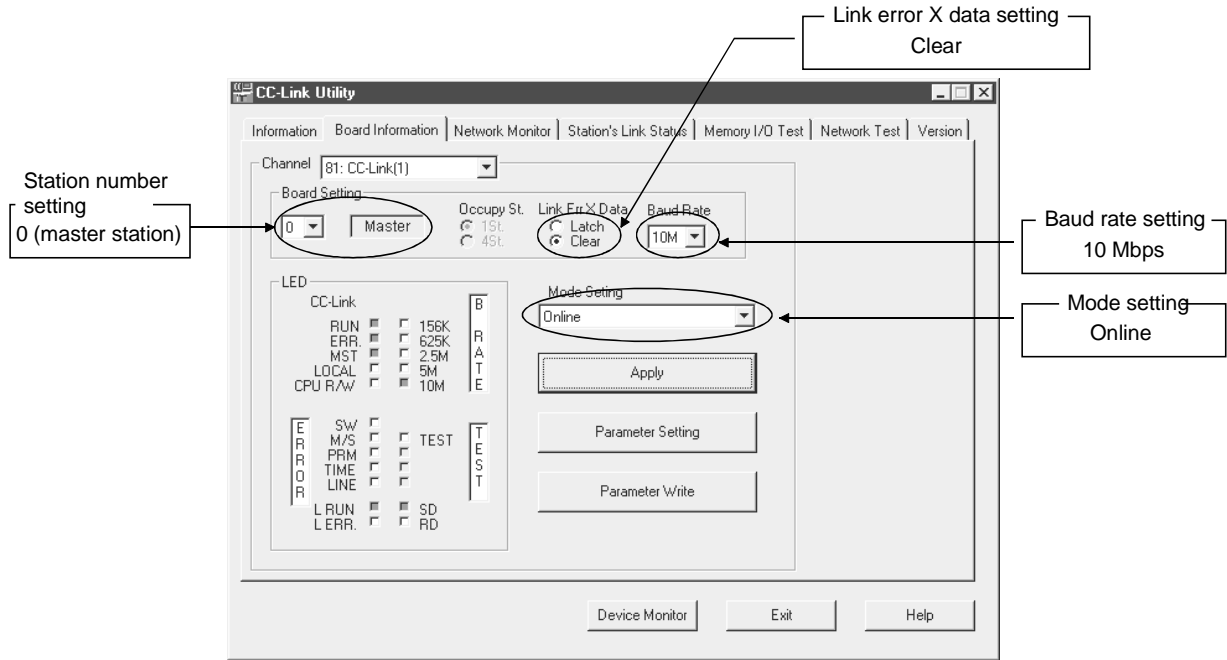 Link error X data setting
Clear
CC-Link Utility
Information Board Information Network Monitor Station's Link Status Memory I/O Test Network Test Version
Channel 81: CC-Link(1)
Station number
setting
0 (master station)
Board Setting
0 Master
Occupy St.
1St.
4St.
Link Err X Data
Latch
Clear
Baud Rate
10M
Baud rate setting
10 Mbps
LED
CC-Link
RUN 156K
ERR. 625K
MST 2.5M
LOCAL 5M
CPU R/W 10M
B RATE
Mode Seting
Online
Mode setting
Online
Apply
ERROR
SW
M/S TEST
PRM
TIME
LINE
TEST
L RUN SD
L ERR. RD
Parameter Setting
Parameter Write
Device Monitor Exit Help